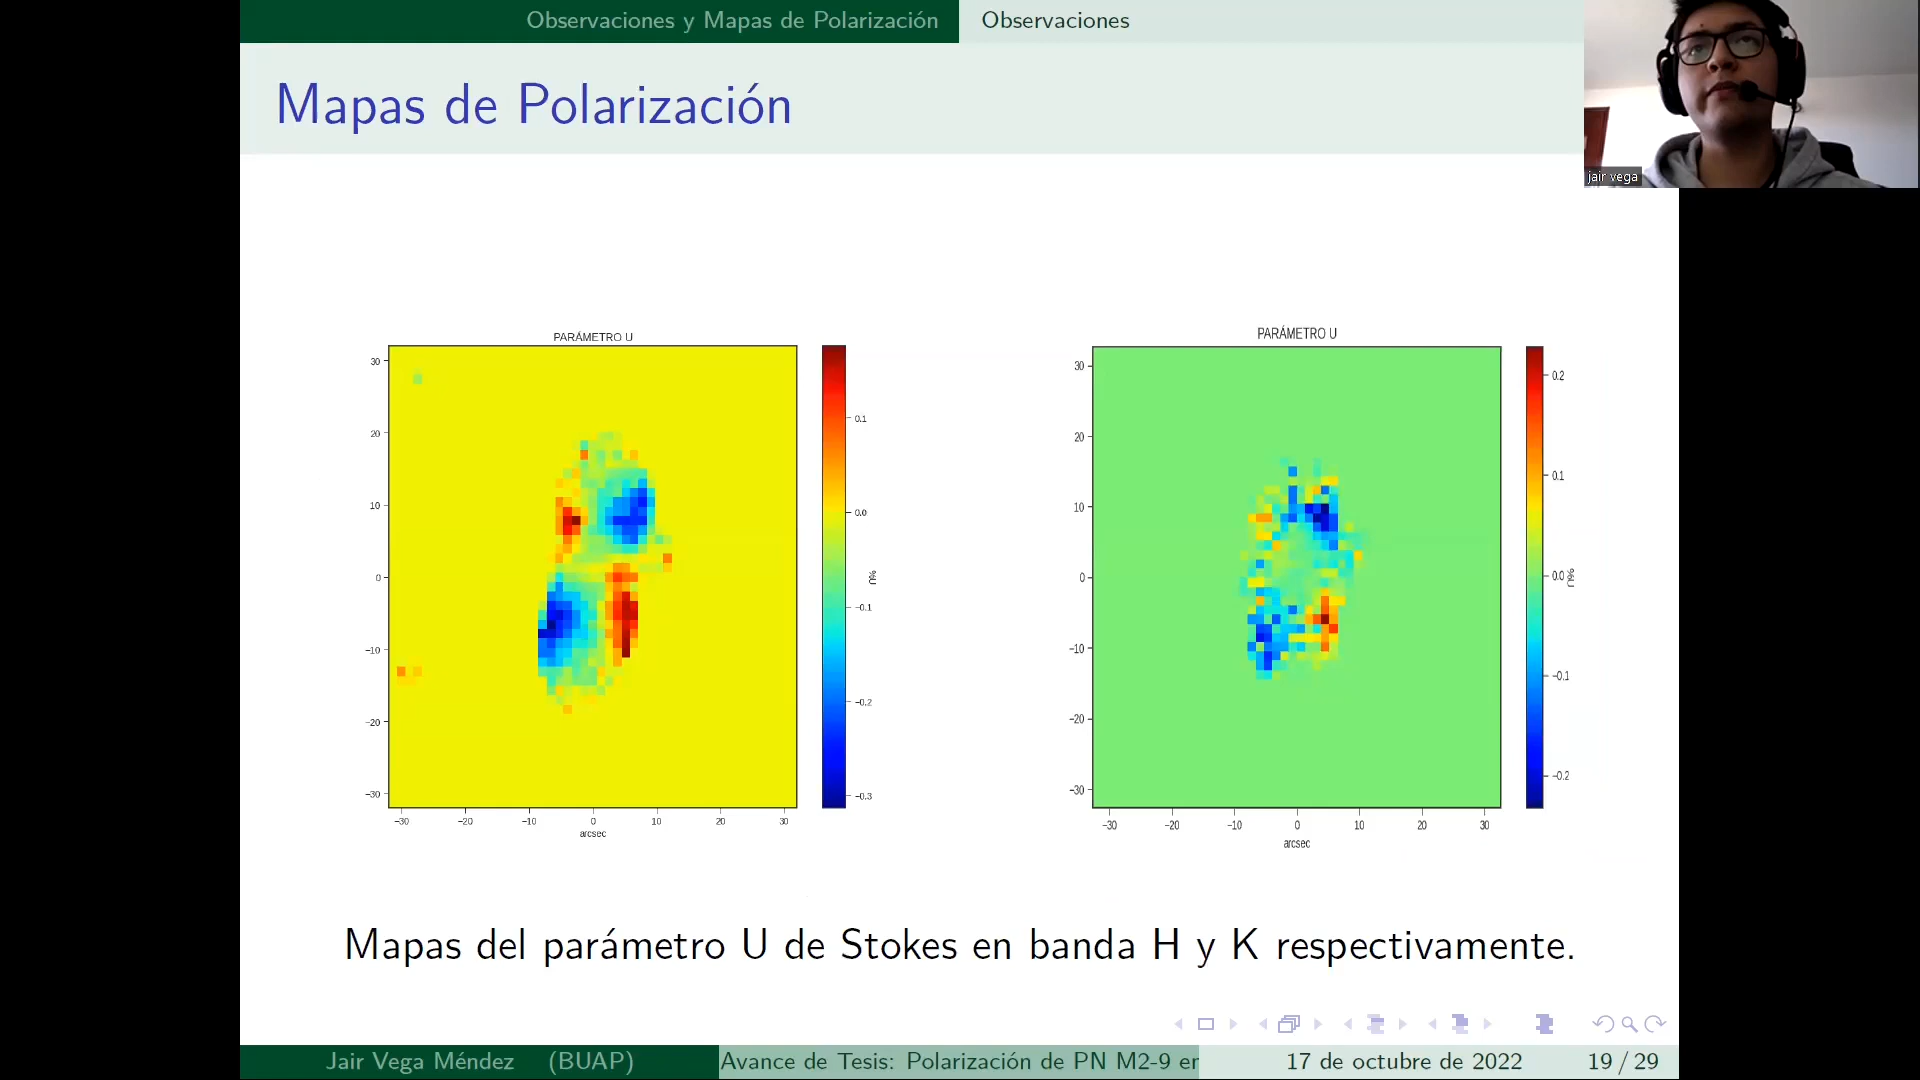 Observaciones y Mapas de Polarización Observaciones
Mapas de Polarización
jair vega
PARÁMETRO U
30
20
10
0
−10
−20
−30
−30 −20 −10 0 10 20 30
arcsec
0.1
0.0
−0.1
−0.2
−0.3
U%
PARÁMETRO U
30
20
10
0
−10
−20
−30
−30 −20 −10 0 10 20 30
arcsec
0.2
0.1
0.0
−0.1
−0.2
U%
Mapas del parámetro U de Stokes en banda H y K respectivamente.
Jair Vega Méndez (BUAP) Avance de Tesis: Polarización de PN M2-9 en 17 de octubre de 2022 19 / 29